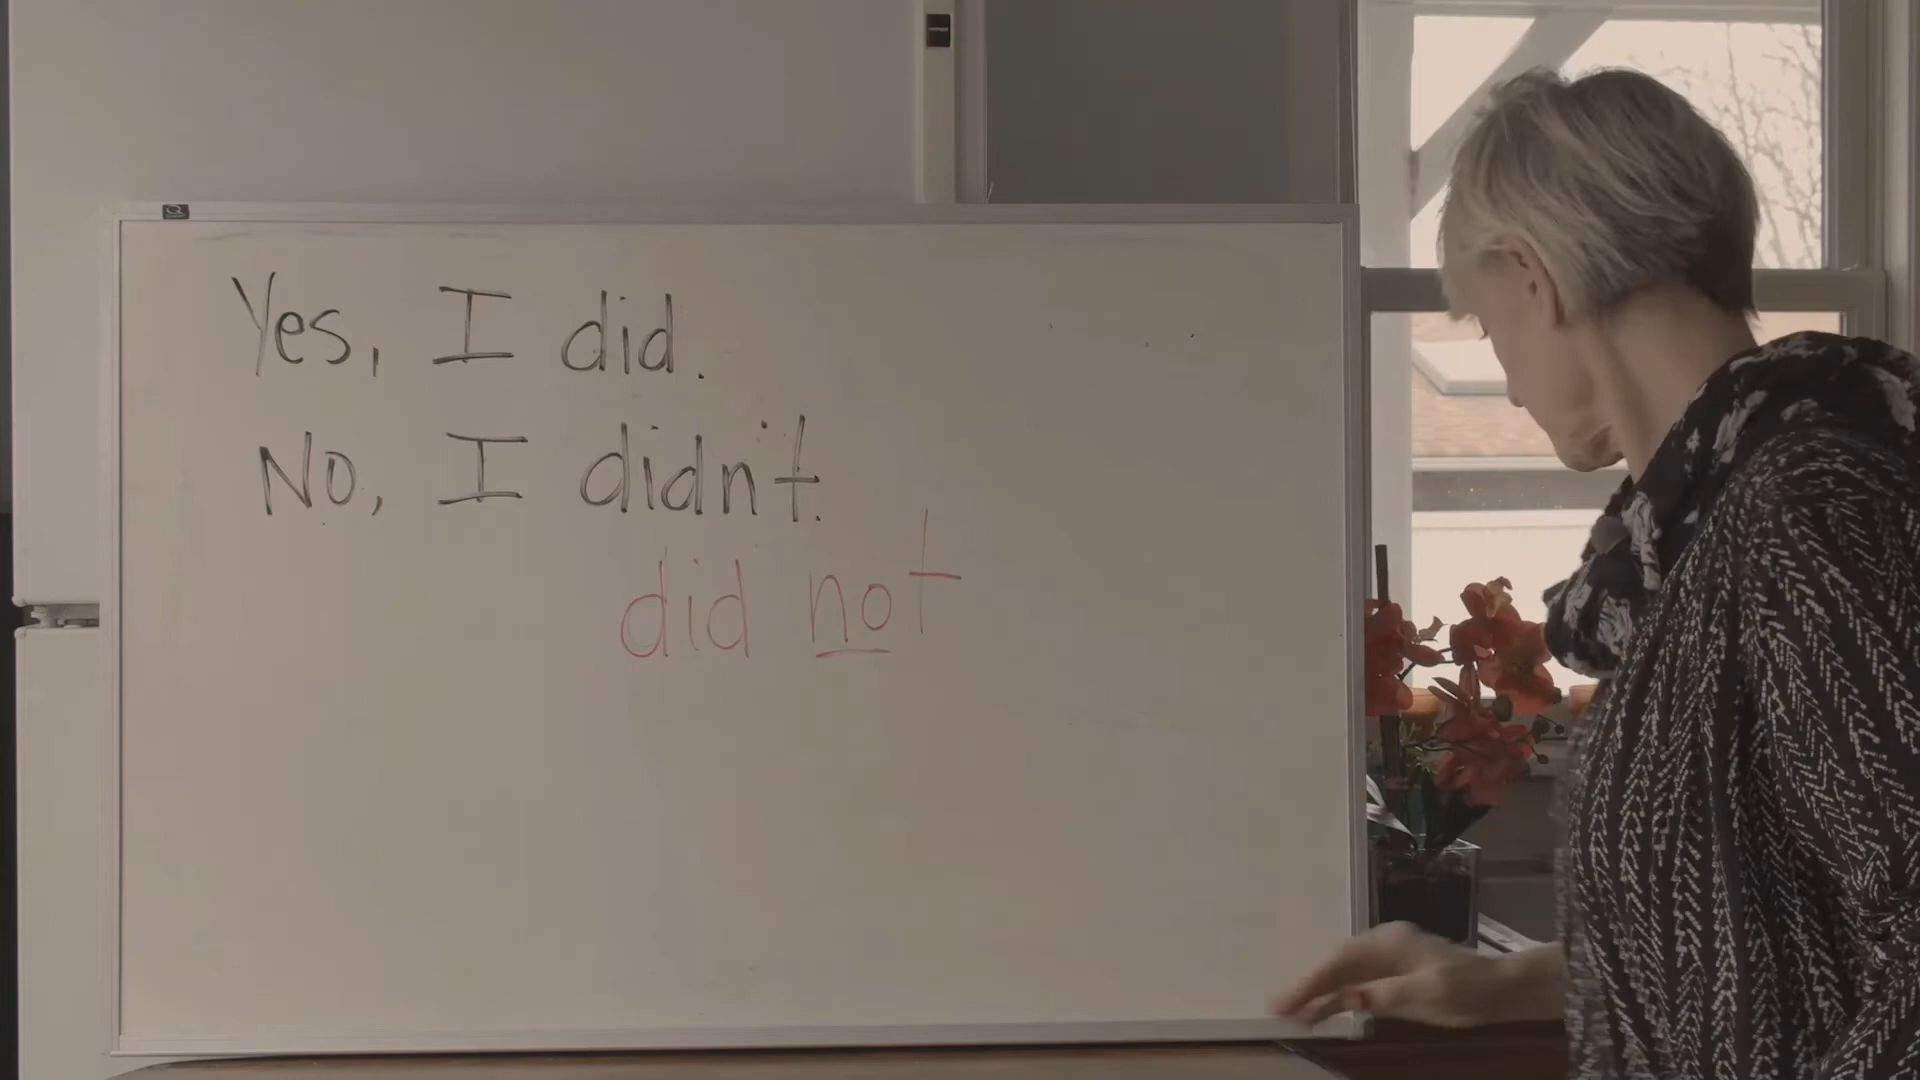 Yes, I did.
No, I didn't.
did not